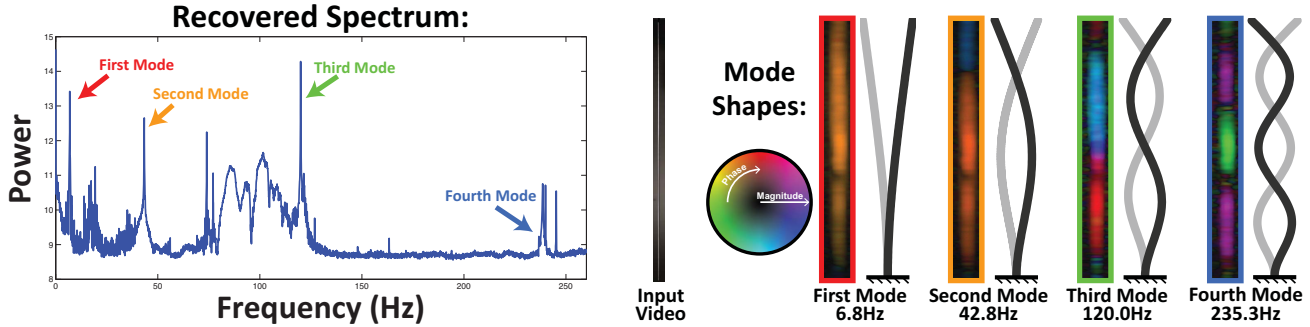 Recovered Spectrum:
Power
15
14
13
12
11
10
9
8
0
50
100
150
200
250
Frequency (Hz)
First Mode
Second Mode
Third Mode
Fourth Mode
Input
Video
Mode
Shapes:
Phase
Magnitude
First Mode
6.8Hz
Second Mode
42.8Hz
Third Mode
120.0Hz
Fourth Mode
235.3Hz